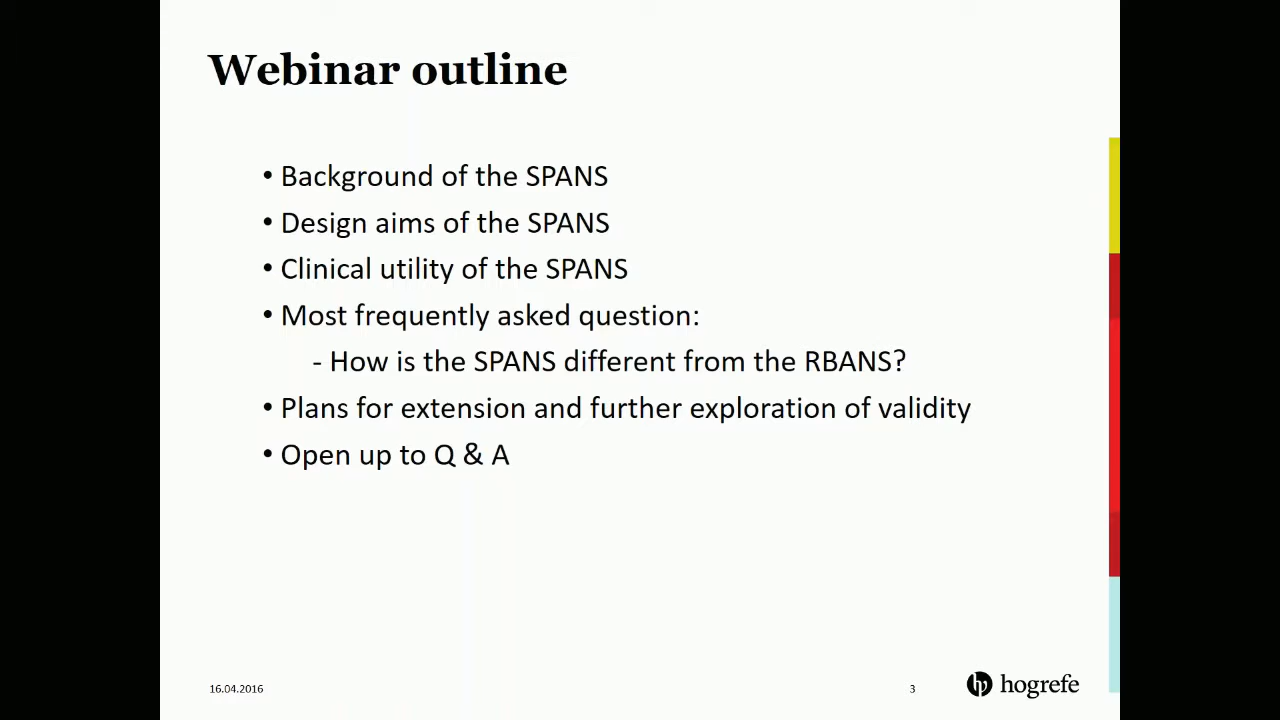 Webinar outline
• Background of the SPANS
• Design aims of the SPANS
• Clinical utility of the SPANS
• Most frequently asked question:
- How is the SPANS different from the RBANS?
• Plans for extension and further exploration of validity
• Open up to Q & A
16.04.2016
3
hogrefe